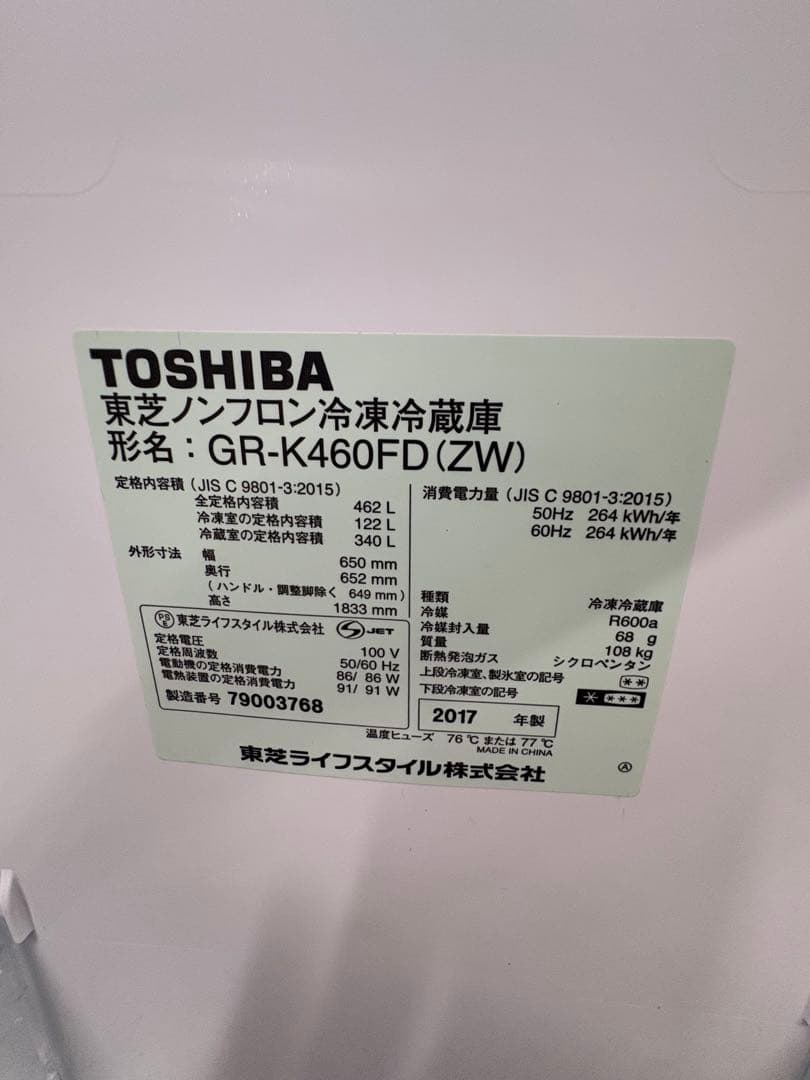 TOSHIBA
東芝ノンフロン冷凍冷蔵庫
形名：GR-K460FD(ZW)
定格内容積 (JIS C 9801-3:2015)
全定格内容積 462 L
冷凍室の定格内容積 122 L
冷蔵室の定格内容積 340 L
外形寸法 幅 650 mm
奥行 652 mm
(ハンドル・調整脚除く 649 mm)
高さ 1833 mm
PSE 東芝ライフスタイル株式会社 JET
定格電圧 100 V
定格周波数 50/60 Hz
電動機の定格消費電力 86/ 86 W
電熱装置の定格消費電力 91/ 91 W
製造番号 79003768
消費電力量 (JIS C 9801-3:2015)
50Hz 264 kWh/年
60Hz 264 kWh/年
種類 冷凍冷蔵庫
冷媒 R600a
冷媒封入量 68 g
質量 108 kg
断熱発泡ガス シクロペンタン
上段冷凍室、製氷室の記号 **
下段冷凍室の記号 * ***
2017 年製
温度ヒューズ 76 ℃ または 77 ℃
MADE IN CHINA
東芝ライフスタイル株式会社 Ⓐ